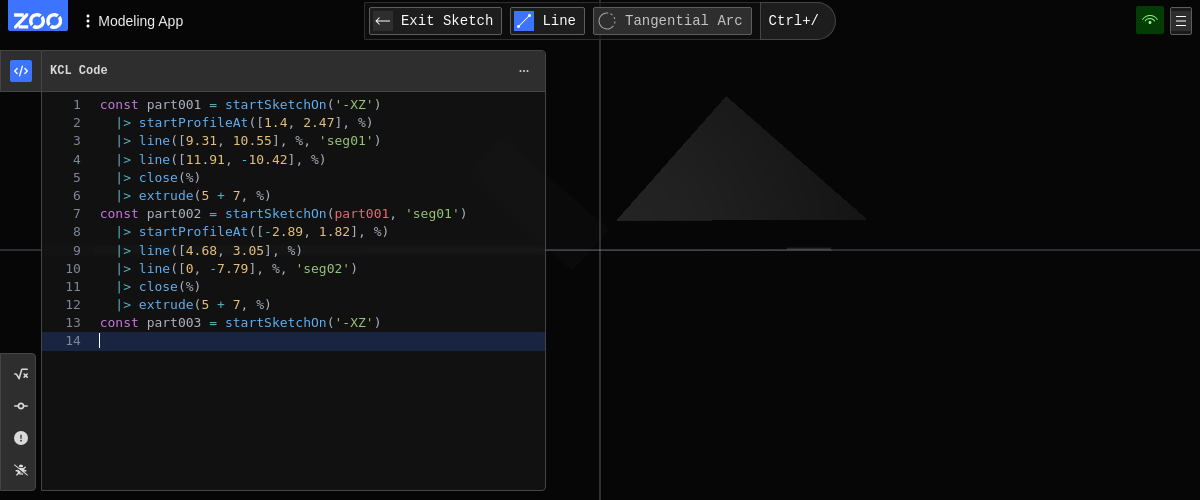 ZOO Modeling App Exit Sketch Line Tangential Arc Ctrl+/
KCL Code
1 const part001 = startSketchOn('-XZ')
2   |> startProfileAt([1.4, 2.47], %)
3   |> line([9.31, 10.55], %, 'seg01')
4   |> line([11.91, -10.42], %)
5   |> close(%)
6   |> extrude(5 + 7, %)
7 const part002 = startSketchOn(part001, 'seg01')
8   |> startProfileAt([-2.89, 1.82], %)
9   |> line([4.68, 3.05], %)
10   |> line([0, -7.79], %, 'seg02')
11   |> close(%)
12   |> extrude(5 + 7, %)
13 const part003 = startSketchOn('-XZ')
14